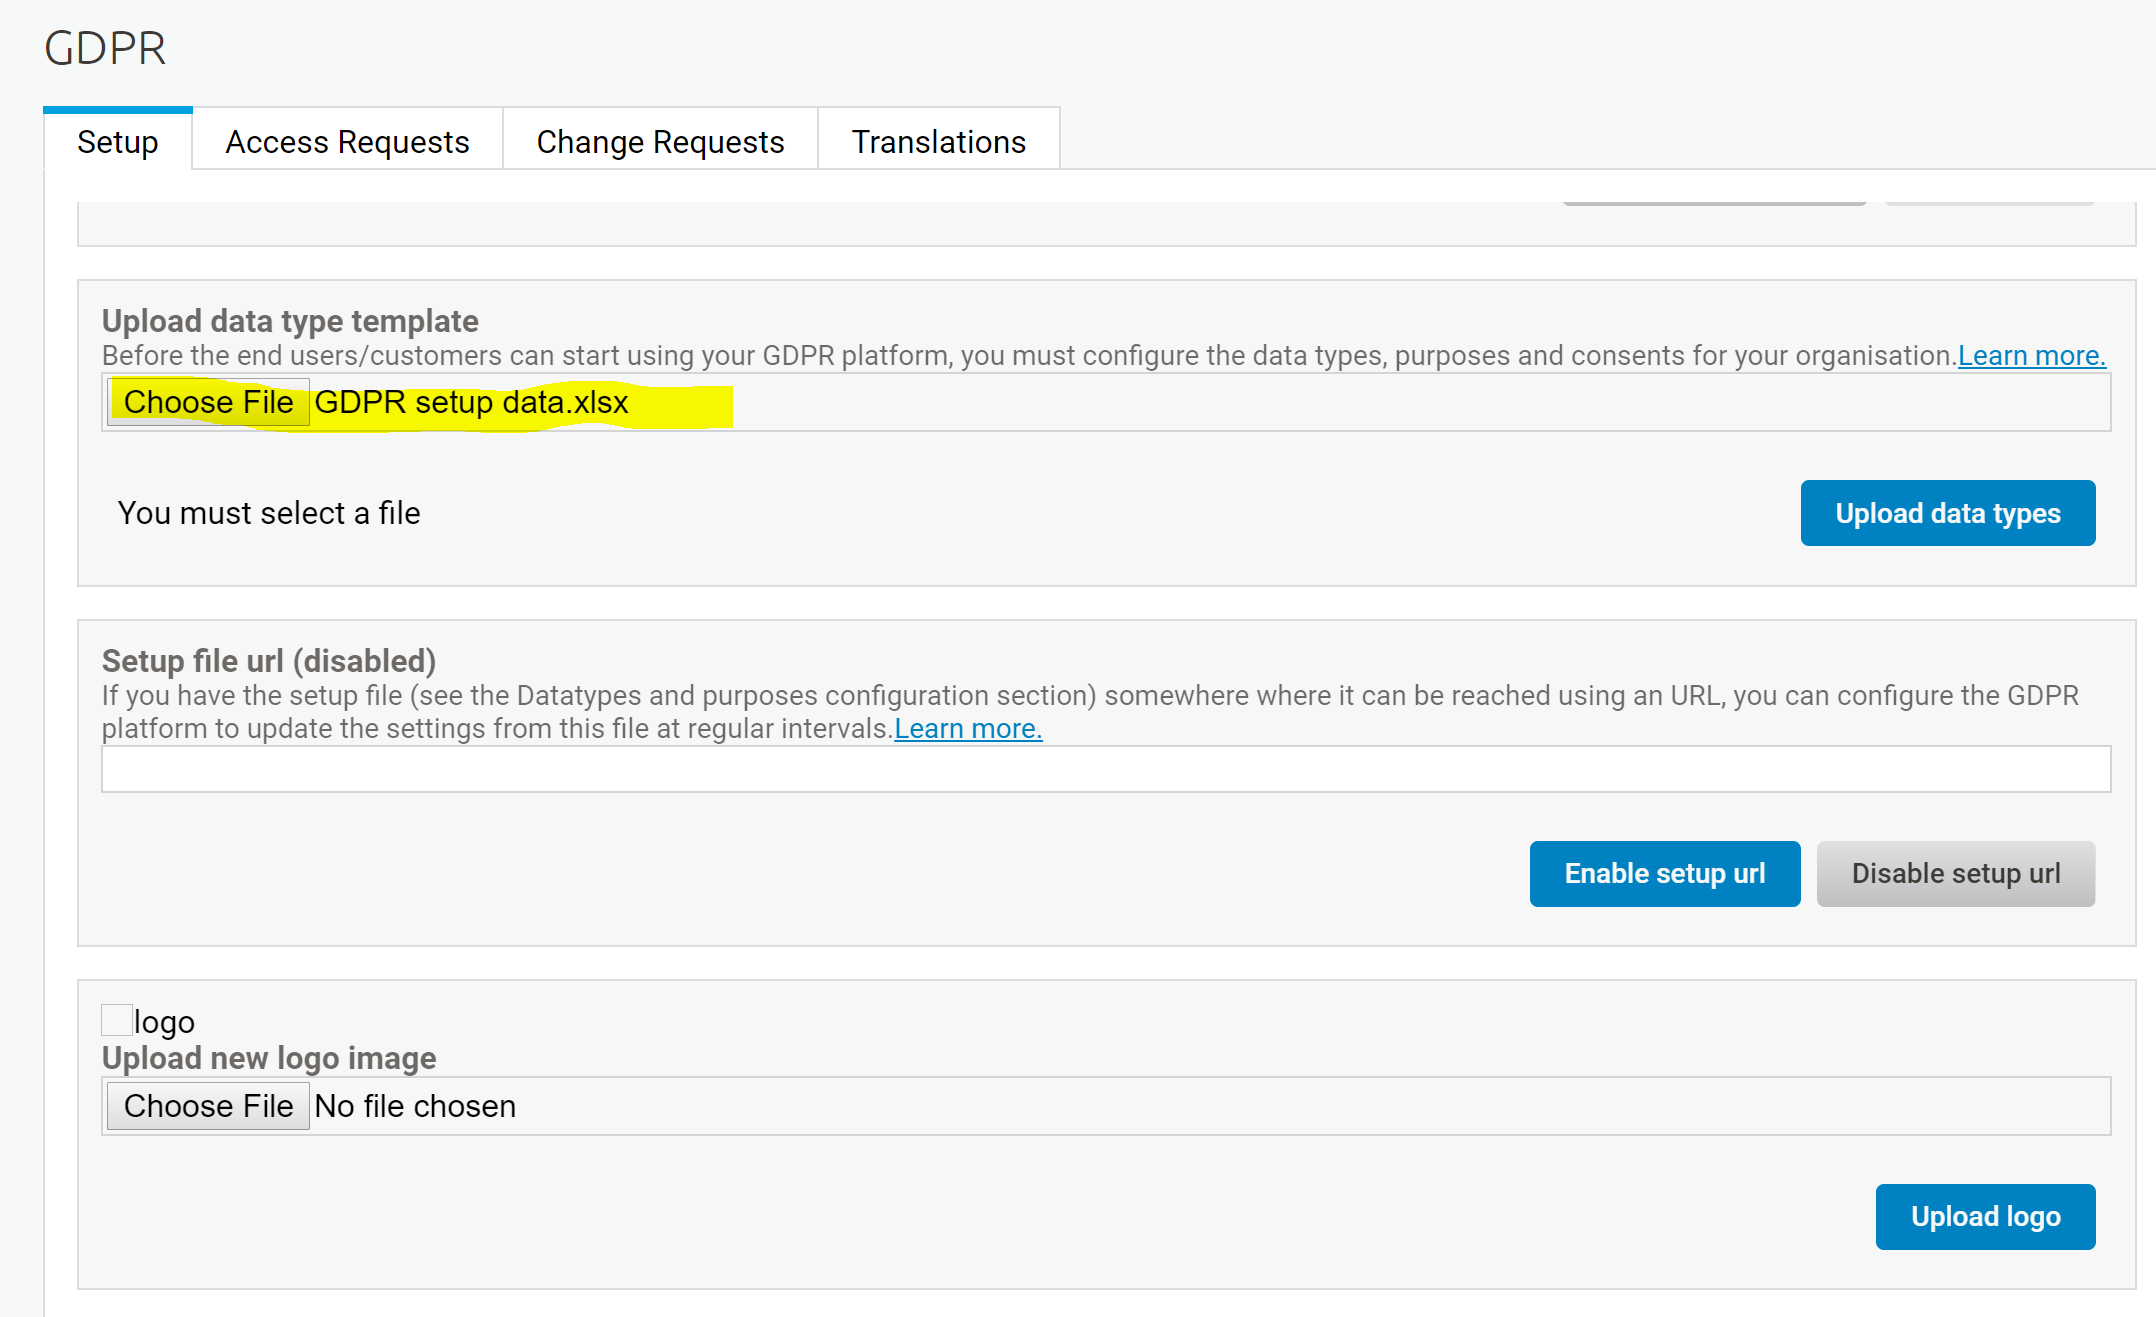 GDPR
Setup
Access Requests
Change Requests
Translations
Upload data type template
Before the end users/customers can start using your GDPR platform, you must configure the data types, purposes and consents for your organisation.Learn more.
Choose File GDPR setup data.xlsx
You must select a file
Upload data types
Setup file url (disabled)
If you have the setup file (see the Datatypes and purposes configuration section) somewhere where it can be reached using an URL, you can configure the GDPR
platform to update the settings from this file at regular intervals.Learn more.
Enable setup url
Disable setup url
logo
Upload new logo image
Choose File No file chosen
Upload logo